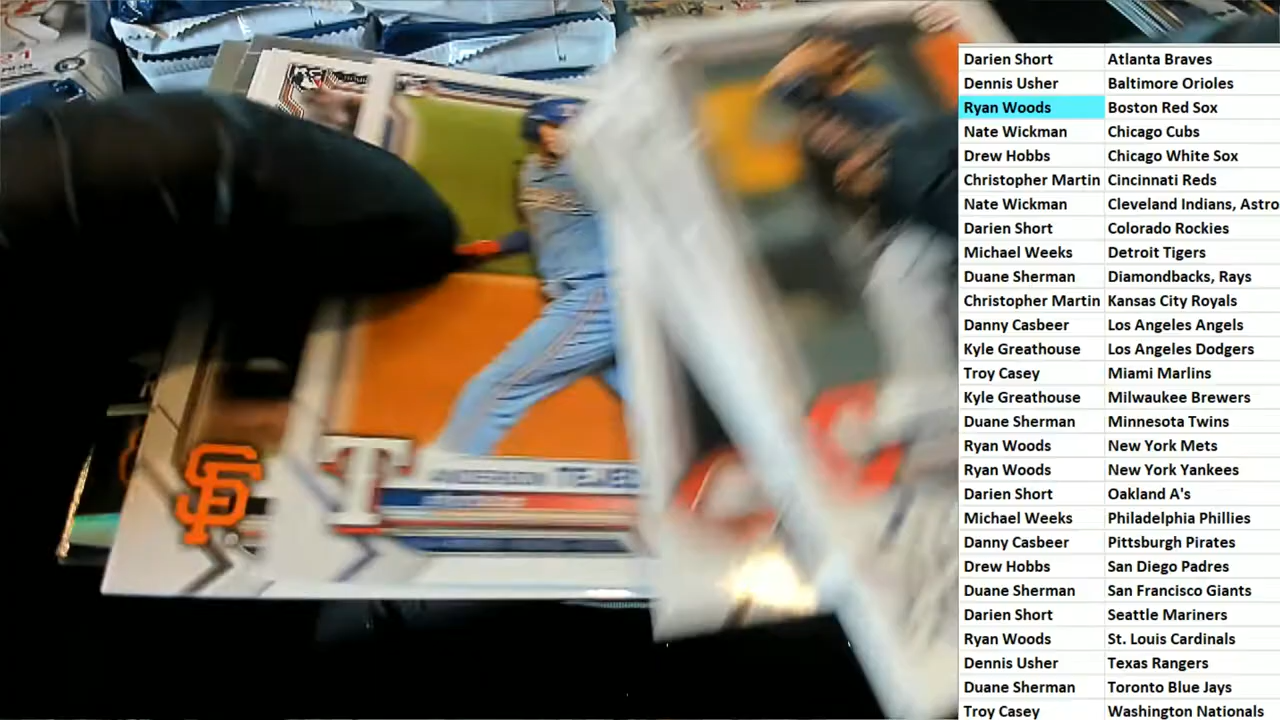 SF
T
ANDERSON TEJED
Darien Short Atlanta Braves
Dennis Usher Baltimore Orioles
Ryan Woods Boston Red Sox
Nate Wickman Chicago Cubs
Drew Hobbs Chicago White Sox
Christopher Martin Cincinnati Reds
Nate Wickman Cleveland Indians, Astro
Darien Short Colorado Rockies
Michael Weeks Detroit Tigers
Duane Sherman Diamondbacks, Rays
Christopher Martin Kansas City Royals
Danny Casbeer Los Angeles Angels
Kyle Greathouse Los Angeles Dodgers
Troy Casey Miami Marlins
Kyle Greathouse Milwaukee Brewers
Duane Sherman Minnesota Twins
Ryan Woods New York Mets
Ryan Woods New York Yankees
Darien Short Oakland A's
Michael Weeks Philadelphia Phillies
Danny Casbeer Pittsburgh Pirates
Drew Hobbs San Diego Padres
Duane Sherman San Francisco Giants
Darien Short Seattle Mariners
Ryan Woods St. Louis Cardinals
Dennis Usher Texas Rangers
Duane Sherman Toronto Blue Jays
Troy Casey Washington Nationals